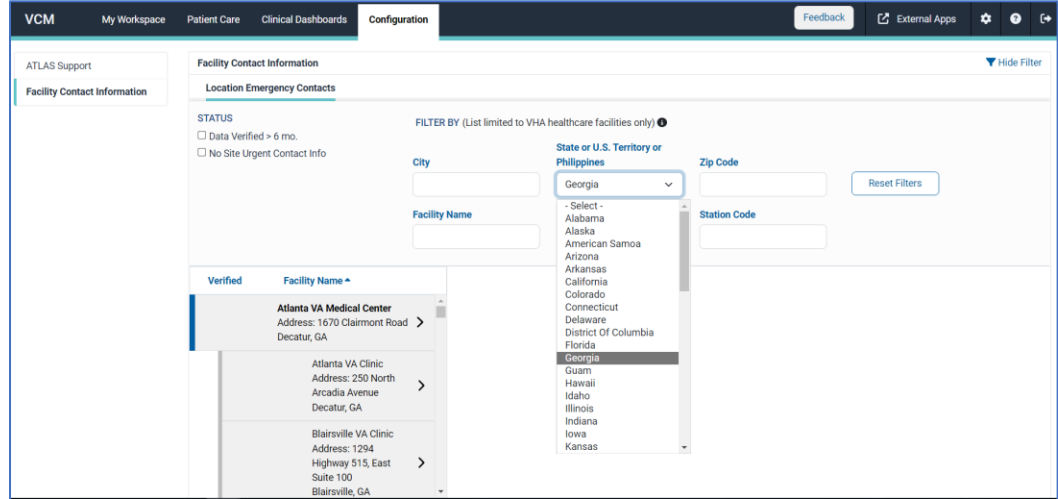 VCM
My Workspace
Patient Care
Clinical Dashboards
Configuration
Feedback
External Apps
ATLAS Support
Facility Contact Information
Facility Contact Information
Hide Filter
Location Emergency Contacts
STATUS
Data Verified > 6 mo.
No Site Urgent Contact Info
FILTER BY (List limited to VHA healthcare facilities only)
City
State or U.S. Territory or
Philippines
Zip Code
Georgia
Reset Filters
Facility Name
Station Code
- Select -
Alabama
Alaska
American Samoa
Arizona
Arkansas
California
Colorado
Connecticut
Delaware
District Of Columbia
Florida
Georgia
Guam
Hawaii
Idaho
Illinois
Indiana
Iowa
Kansas
Verified
Facility Name
Atlanta VA Medical Center
Address: 1670 Clairmont Road
Decatur, GA
Atlanta VA Clinic
Address: 250 North
Arcadia Avenue
Decatur, GA
Blairsville VA Clinic
Address: 1294
Highway 515, East
Suite 100
Blairsville, GA